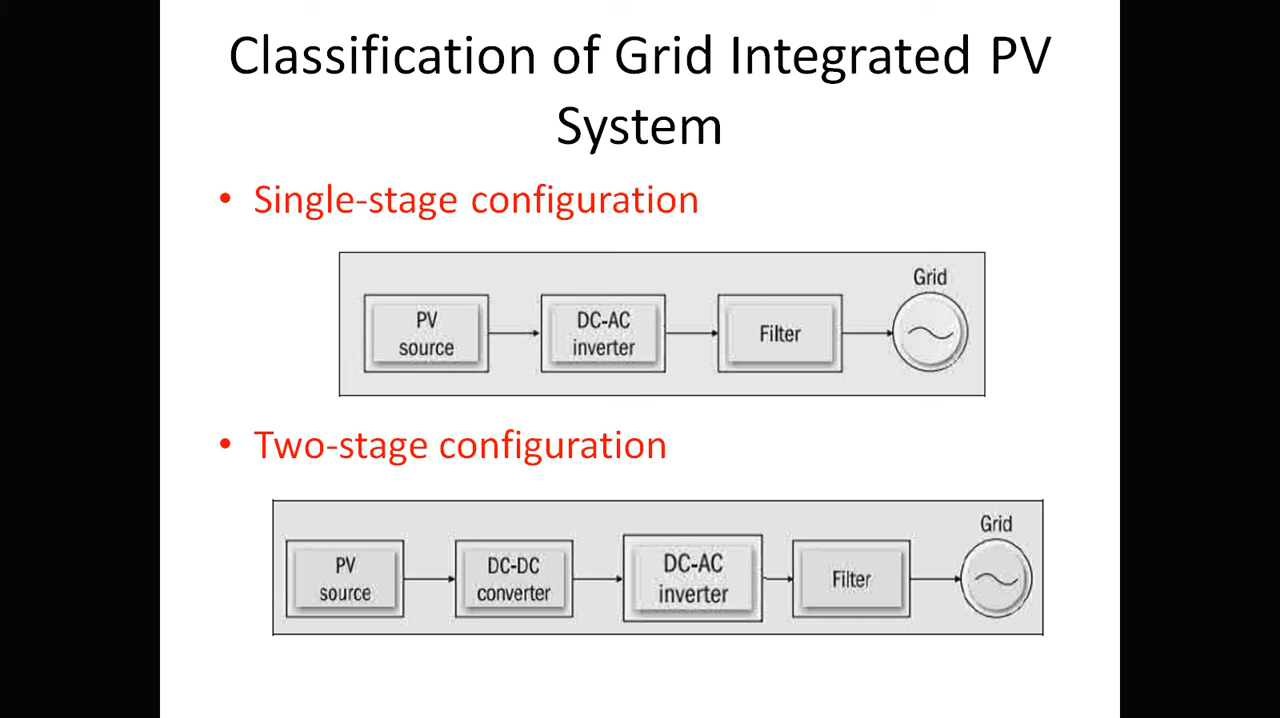 Classification of Grid Integrated PV
System
• Single-stage configuration
Grid
PV
source
DC-AC
inverter
Filter
• Two-stage configuration
Grid
PV
source
DC-DC
converter
DC-AC
inverter
Filter